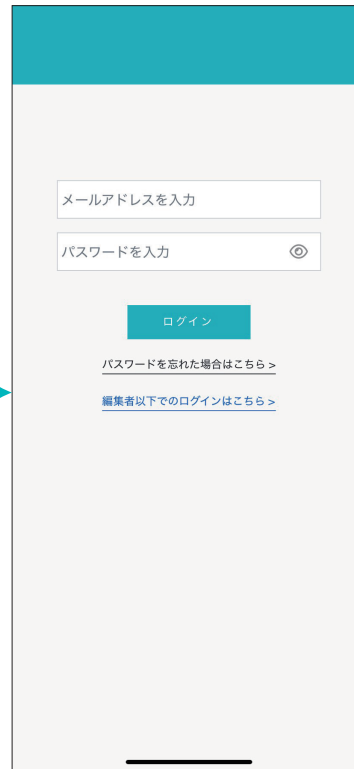 メールアドレスを入力
パスワードを入力
ログイン
パスワードを忘れた場合はこちら >
編集者以下でのログインはこちら >